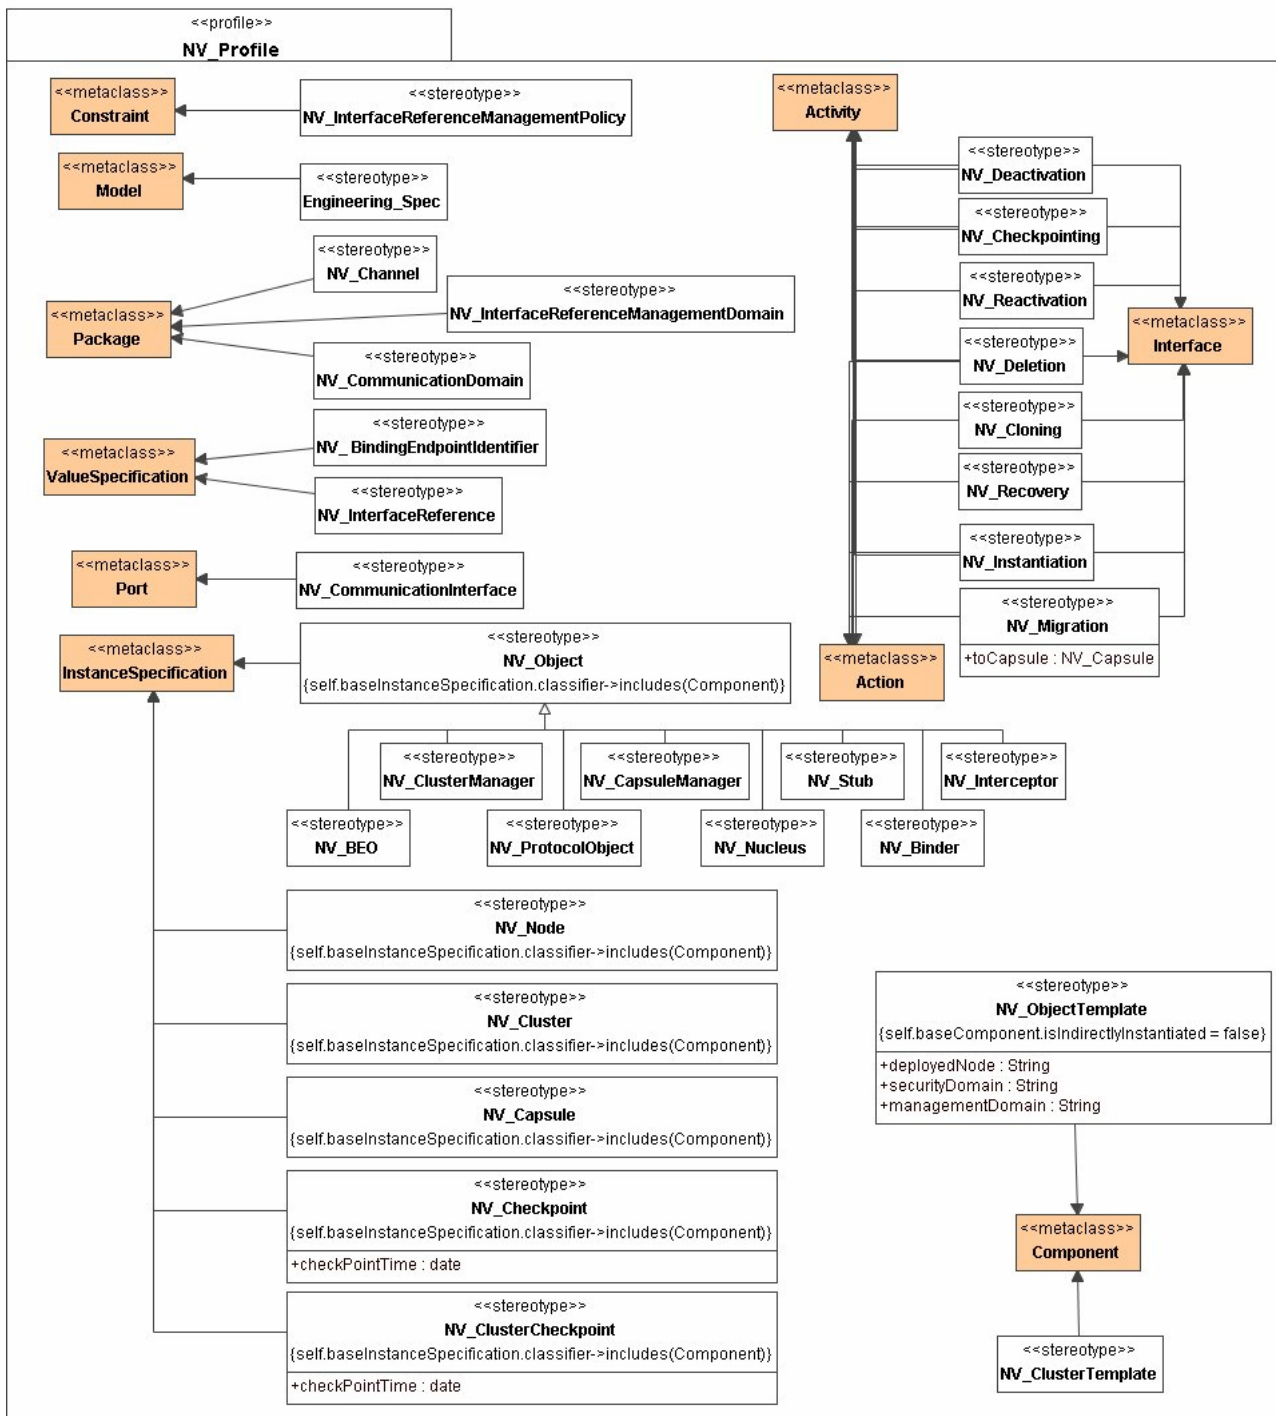 <<profile>>
NV_Profile
<<metaclass>>
Constraint
<<stereotype>>
NV_InterfaceReferenceManagementPolicy
<<metaclass>>
Model
<<stereotype>>
Engineering_Spec
<<stereotype>>
NV_Channel
<<stereotype>>
NV_InterfaceReferenceManagementDomain
<<metaclass>>
Package
<<stereotype>>
NV_CommunicationDomain
<<stereotype>>
NV_ BindingEndpointIdentifier
<<metaclass>>
ValueSpecification
<<stereotype>>
NV_InterfaceReference
<<metaclass>>
Port
<<stereotype>>
NV_CommunicationInterface
<<metaclass>>
Activity
<<stereotype>>
NV_Deactivation
<<stereotype>>
NV_Checkpointing
<<stereotype>>
NV_Reactivation
<<metaclass>>
Interface
<<stereotype>>
NV_Deletion
<<stereotype>>
NV_Cloning
<<stereotype>>
NV_Recovery
<<stereotype>>
NV_Instantiation
<<stereotype>>
NV_Migration
+toCapsule : NV_Capsule
<<metaclass>>
Action
<<metaclass>>
InstanceSpecification
<<stereotype>>
NV_Object
{self.baseInstanceSpecification.classifier->includes(Component)}
<<stereotype>>
NV_ClusterManager
<<stereotype>>
NV_CapsuleManager
<<stereotype>>
NV_Stub
<<stereotype>>
NV_Interceptor
<<stereotype>>
NV_BEO
<<stereotype>>
NV_ProtocolObject
<<stereotype>>
NV_Nucleus
<<stereotype>>
NV_Binder
<<stereotype>>
NV_Node
{self.baseInstanceSpecification.classifier->includes(Component)}
<<stereotype>>
NV_Cluster
{self.baseInstanceSpecification.classifier->includes(Component)}
<<stereotype>>
NV_Capsule
{self.baseInstanceSpecification.classifier->includes(Component)}
<<stereotype>>
NV_Checkpoint
{self.baseInstanceSpecification.classifier->includes(Component)}
+checkPointTime : date
<<stereotype>>
NV_ClusterCheckpoint
{self.baseInstanceSpecification.classifier->includes(Component)}
+checkPointTime : date
<<stereotype>>
NV_ObjectTemplate
{self.baseComponent.isIndirectlyInstantiated = false}
+deployedNode : String
+securityDomain : String
+managementDomain : String
<<metaclass>>
Component
<<stereotype>>
NV_ClusterTemplate